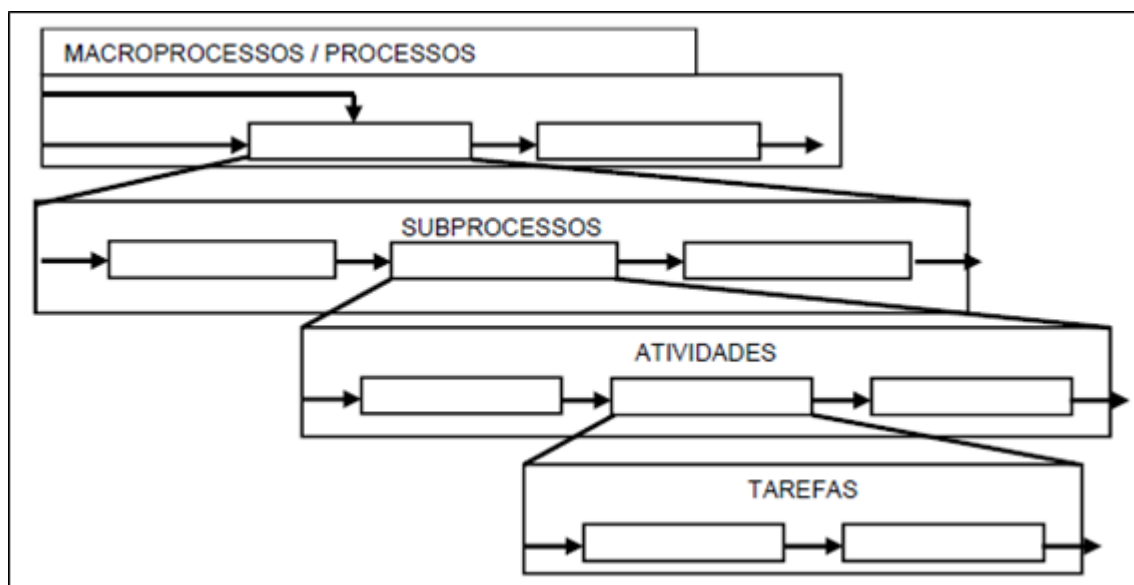 MACROPROCESSOS / PROCESSOS
SUBPROCESSOS
ATIVIDADES
TAREFAS